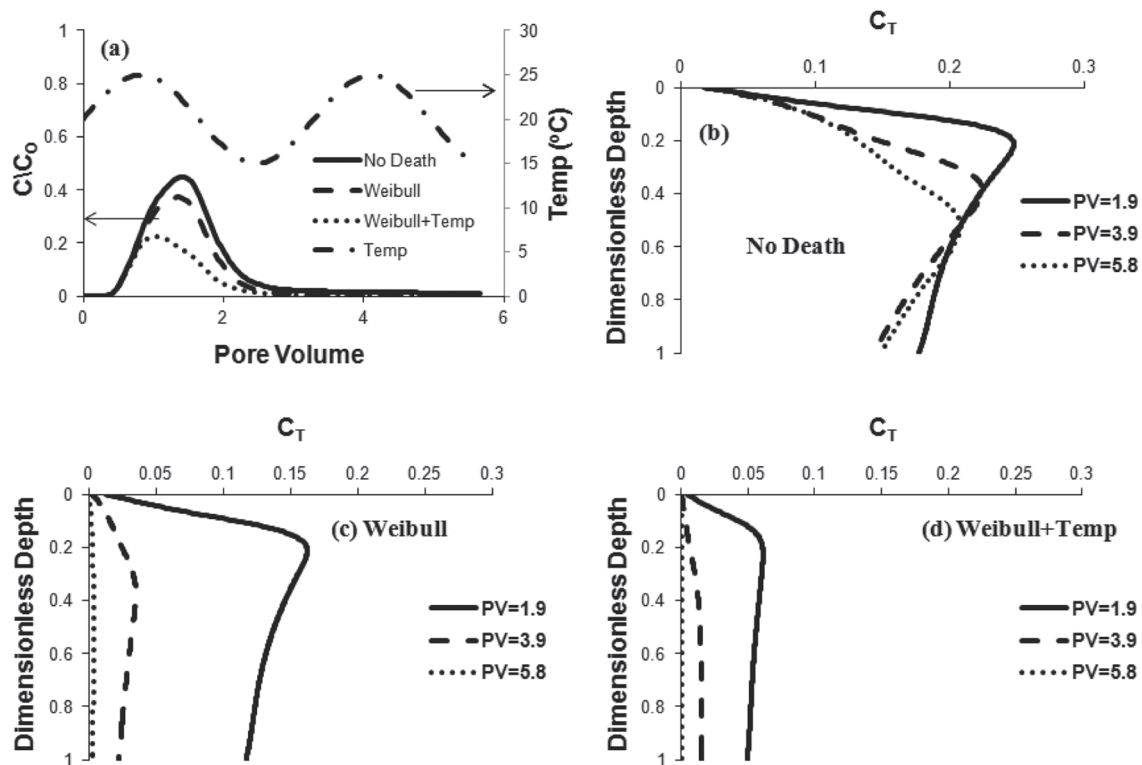 (a)
C\C₀
1
0.8
0.6
0.4
0.2
0
0 2 4 6
Pore Volume
30
25
20
15
10
5
0
Temp (ºC)
No Death
Weibull
Weibull+Temp
Temp
C_T
0 0.1 0.2 0.3
Dimensionless Depth
0
0.2
0.4
0.6
0.8
1
(b)
No Death
PV=1.9
PV=3.9
PV=5.8
C_T
0 0.05 0.1 0.15 0.2 0.25 0.3
Dimensionless Depth
0
0.2
0.4
0.6
0.8
1
(c) Weibull
PV=1.9
PV=3.9
PV=5.8
C_T
0 0.05 0.1 0.15 0.2 0.25 0.3
Dimensionless Depth
0
0.2
0.4
0.6
0.8
1
(d) Weibull+Temp
PV=1.9
PV=3.9
PV=5.8